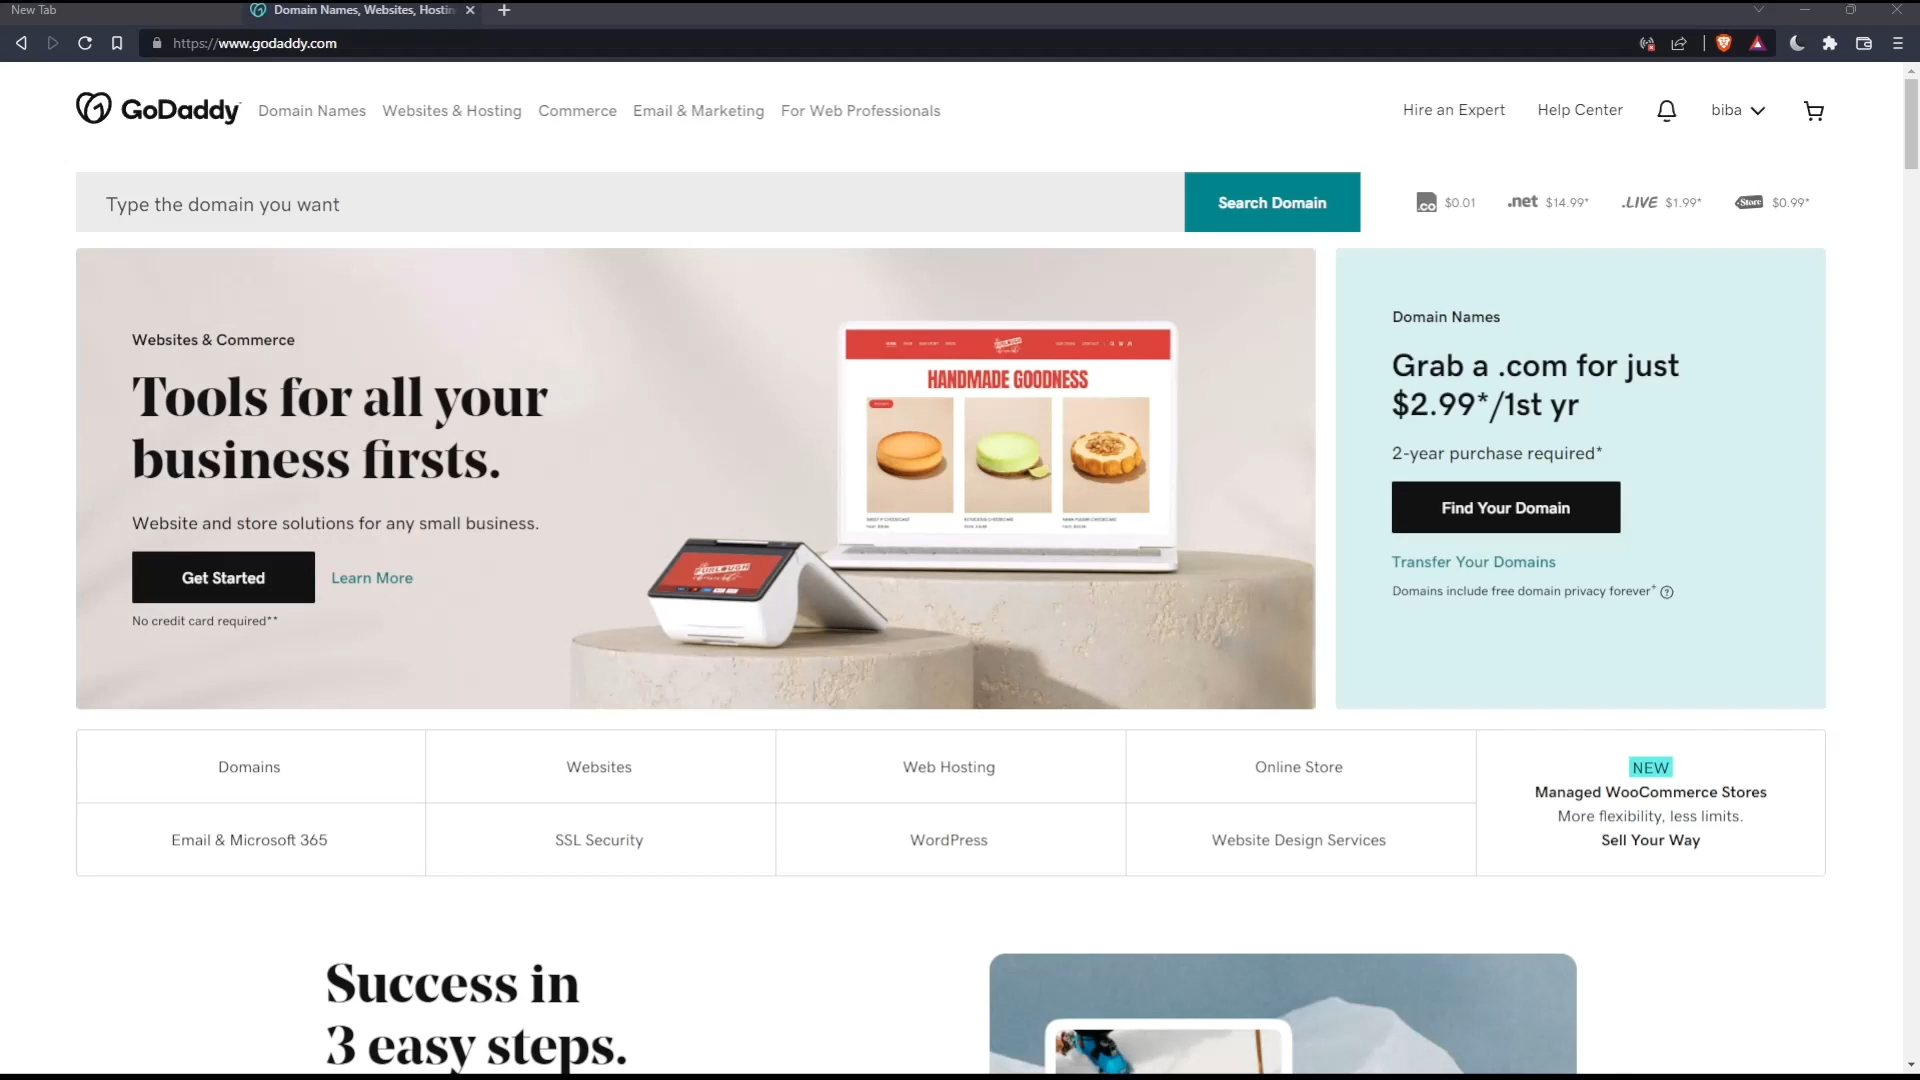 New Tab
Domain Names, Websites, Hostin
https://www.godaddy.com
GoDaddy
Domain Names
Websites & Hosting
Commerce
Email & Marketing
For Web Professionals
Hire an Expert
Help Center
biba
Type the domain you want
Search Domain
.co $0.01
.net $14.99*
.LIVE $1.99*
Store $0.99*
Websites & Commerce
Tools for all your
business firsts.
Website and store solutions for any small business.
Get Started
Learn More
No credit card required**
HANDMADE GOODNESS
Domain Names
Grab a .com for just
$2.99*/1st yr
2-year purchase required*
Find Your Domain
Transfer Your Domains
Domains include free domain privacy forever+
Domains
Websites
Web Hosting
Online Store
Email & Microsoft 365
SSL Security
WordPress
Website Design Services
NEW
Managed WooCommerce Stores
More flexibility, less limits.
Sell Your Way
Success in
3 easy steps.